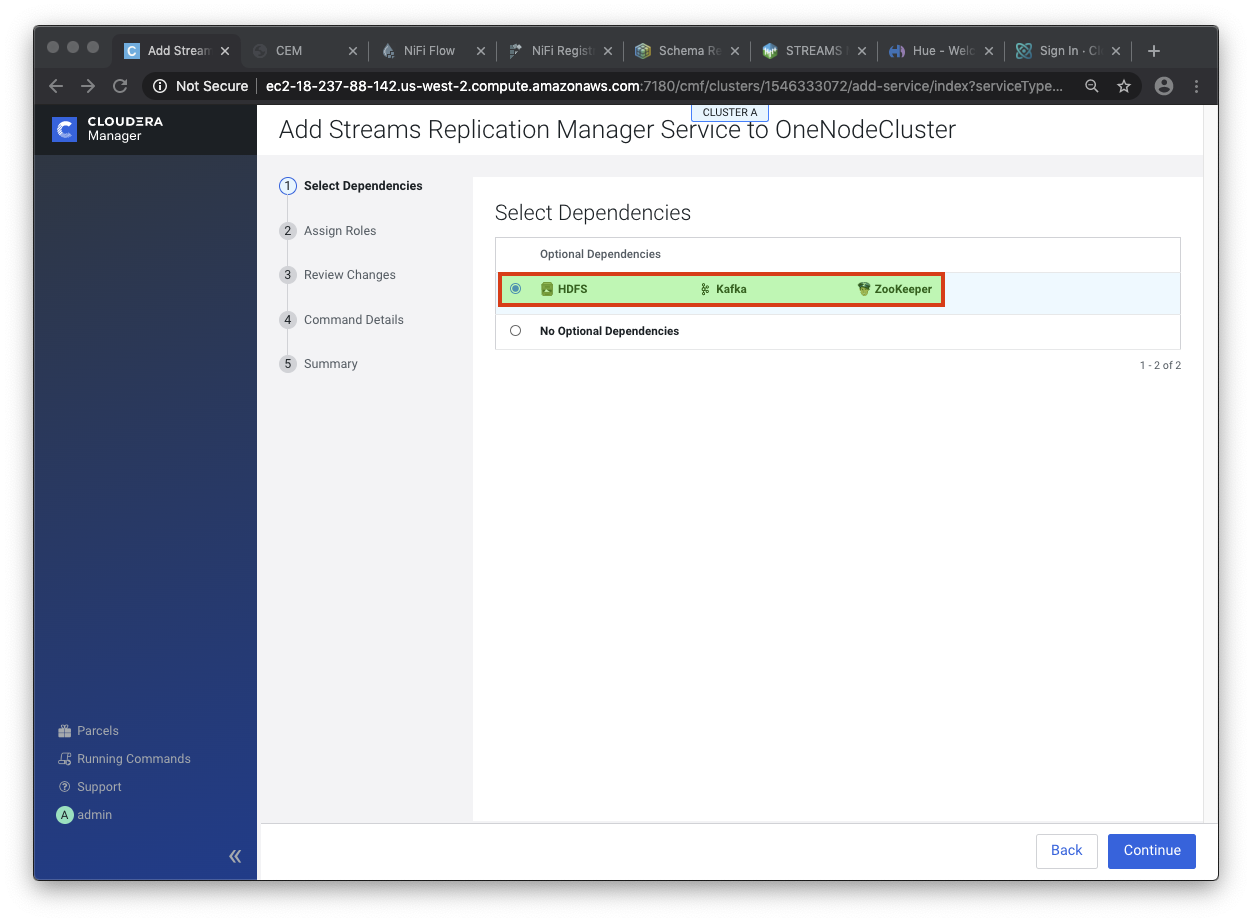 Add Stream
CEM
NiFi Flow
NiFi Registr
Schema Re
STREAMS M
Hue - Welc
Sign In · Clo
Not Secure
ec2-18-237-88-142.us-west-2.compute.amazonaws.com:7180/cmf/clusters/1546333072/add-service/index?serviceType...
CLOUDERA
Manager
CLUSTER A
Add Streams Replication Manager Service to OneNodeCluster
1 Select Dependencies
2 Assign Roles
3 Review Changes
4 Command Details
5 Summary
Select Dependencies
Optional Dependencies
HDFS Kafka ZooKeeper
No Optional Dependencies
1 - 2 of 2
Parcels
Running Commands
Support
A admin
Back Continue